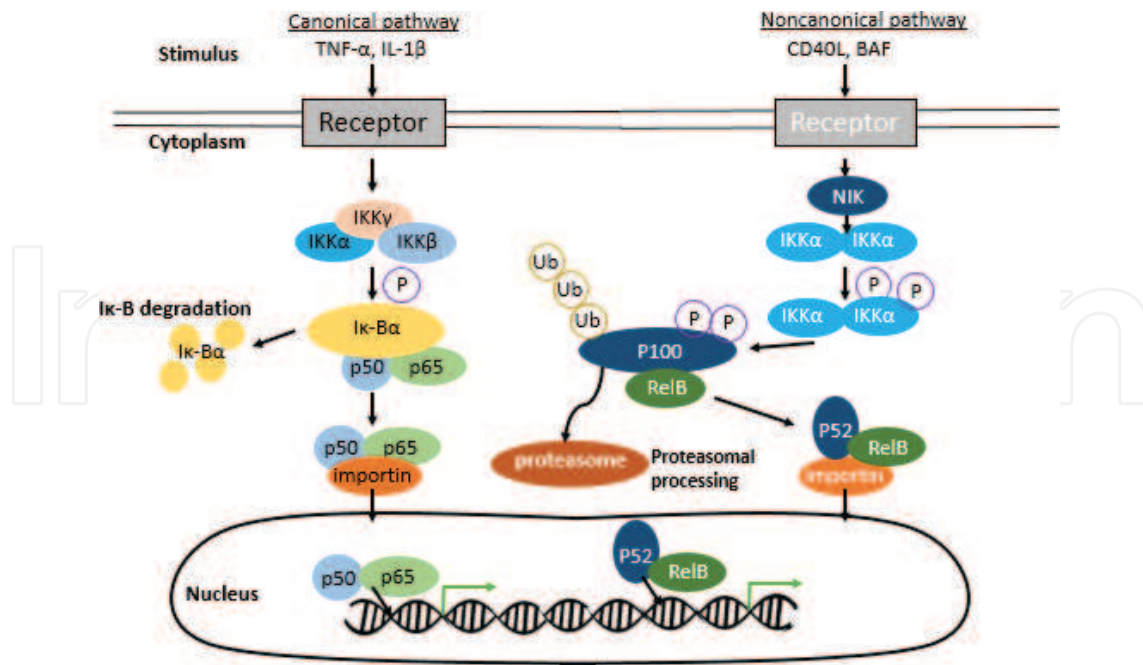 Canonical pathway
TNF-α, IL-1β
Noncanonical pathway
CD40L, BAF
Stimulus
Receptor
Receptor
Cytoplasm
NIK
IKKγ
IKKα
IKKβ
IKKα
IKKα
P
Ub
Ub
Ub
P
P
P
P
IKKα
IKKα
Iκ-B degradation
Iκ-Bα
Iκ-Bα
P100
p50
p65
RelB
P52
RelB
p50
p65
importin
proteasome
Proteasomal
processing
importin
p50
p65
P52
RelB
Nucleus